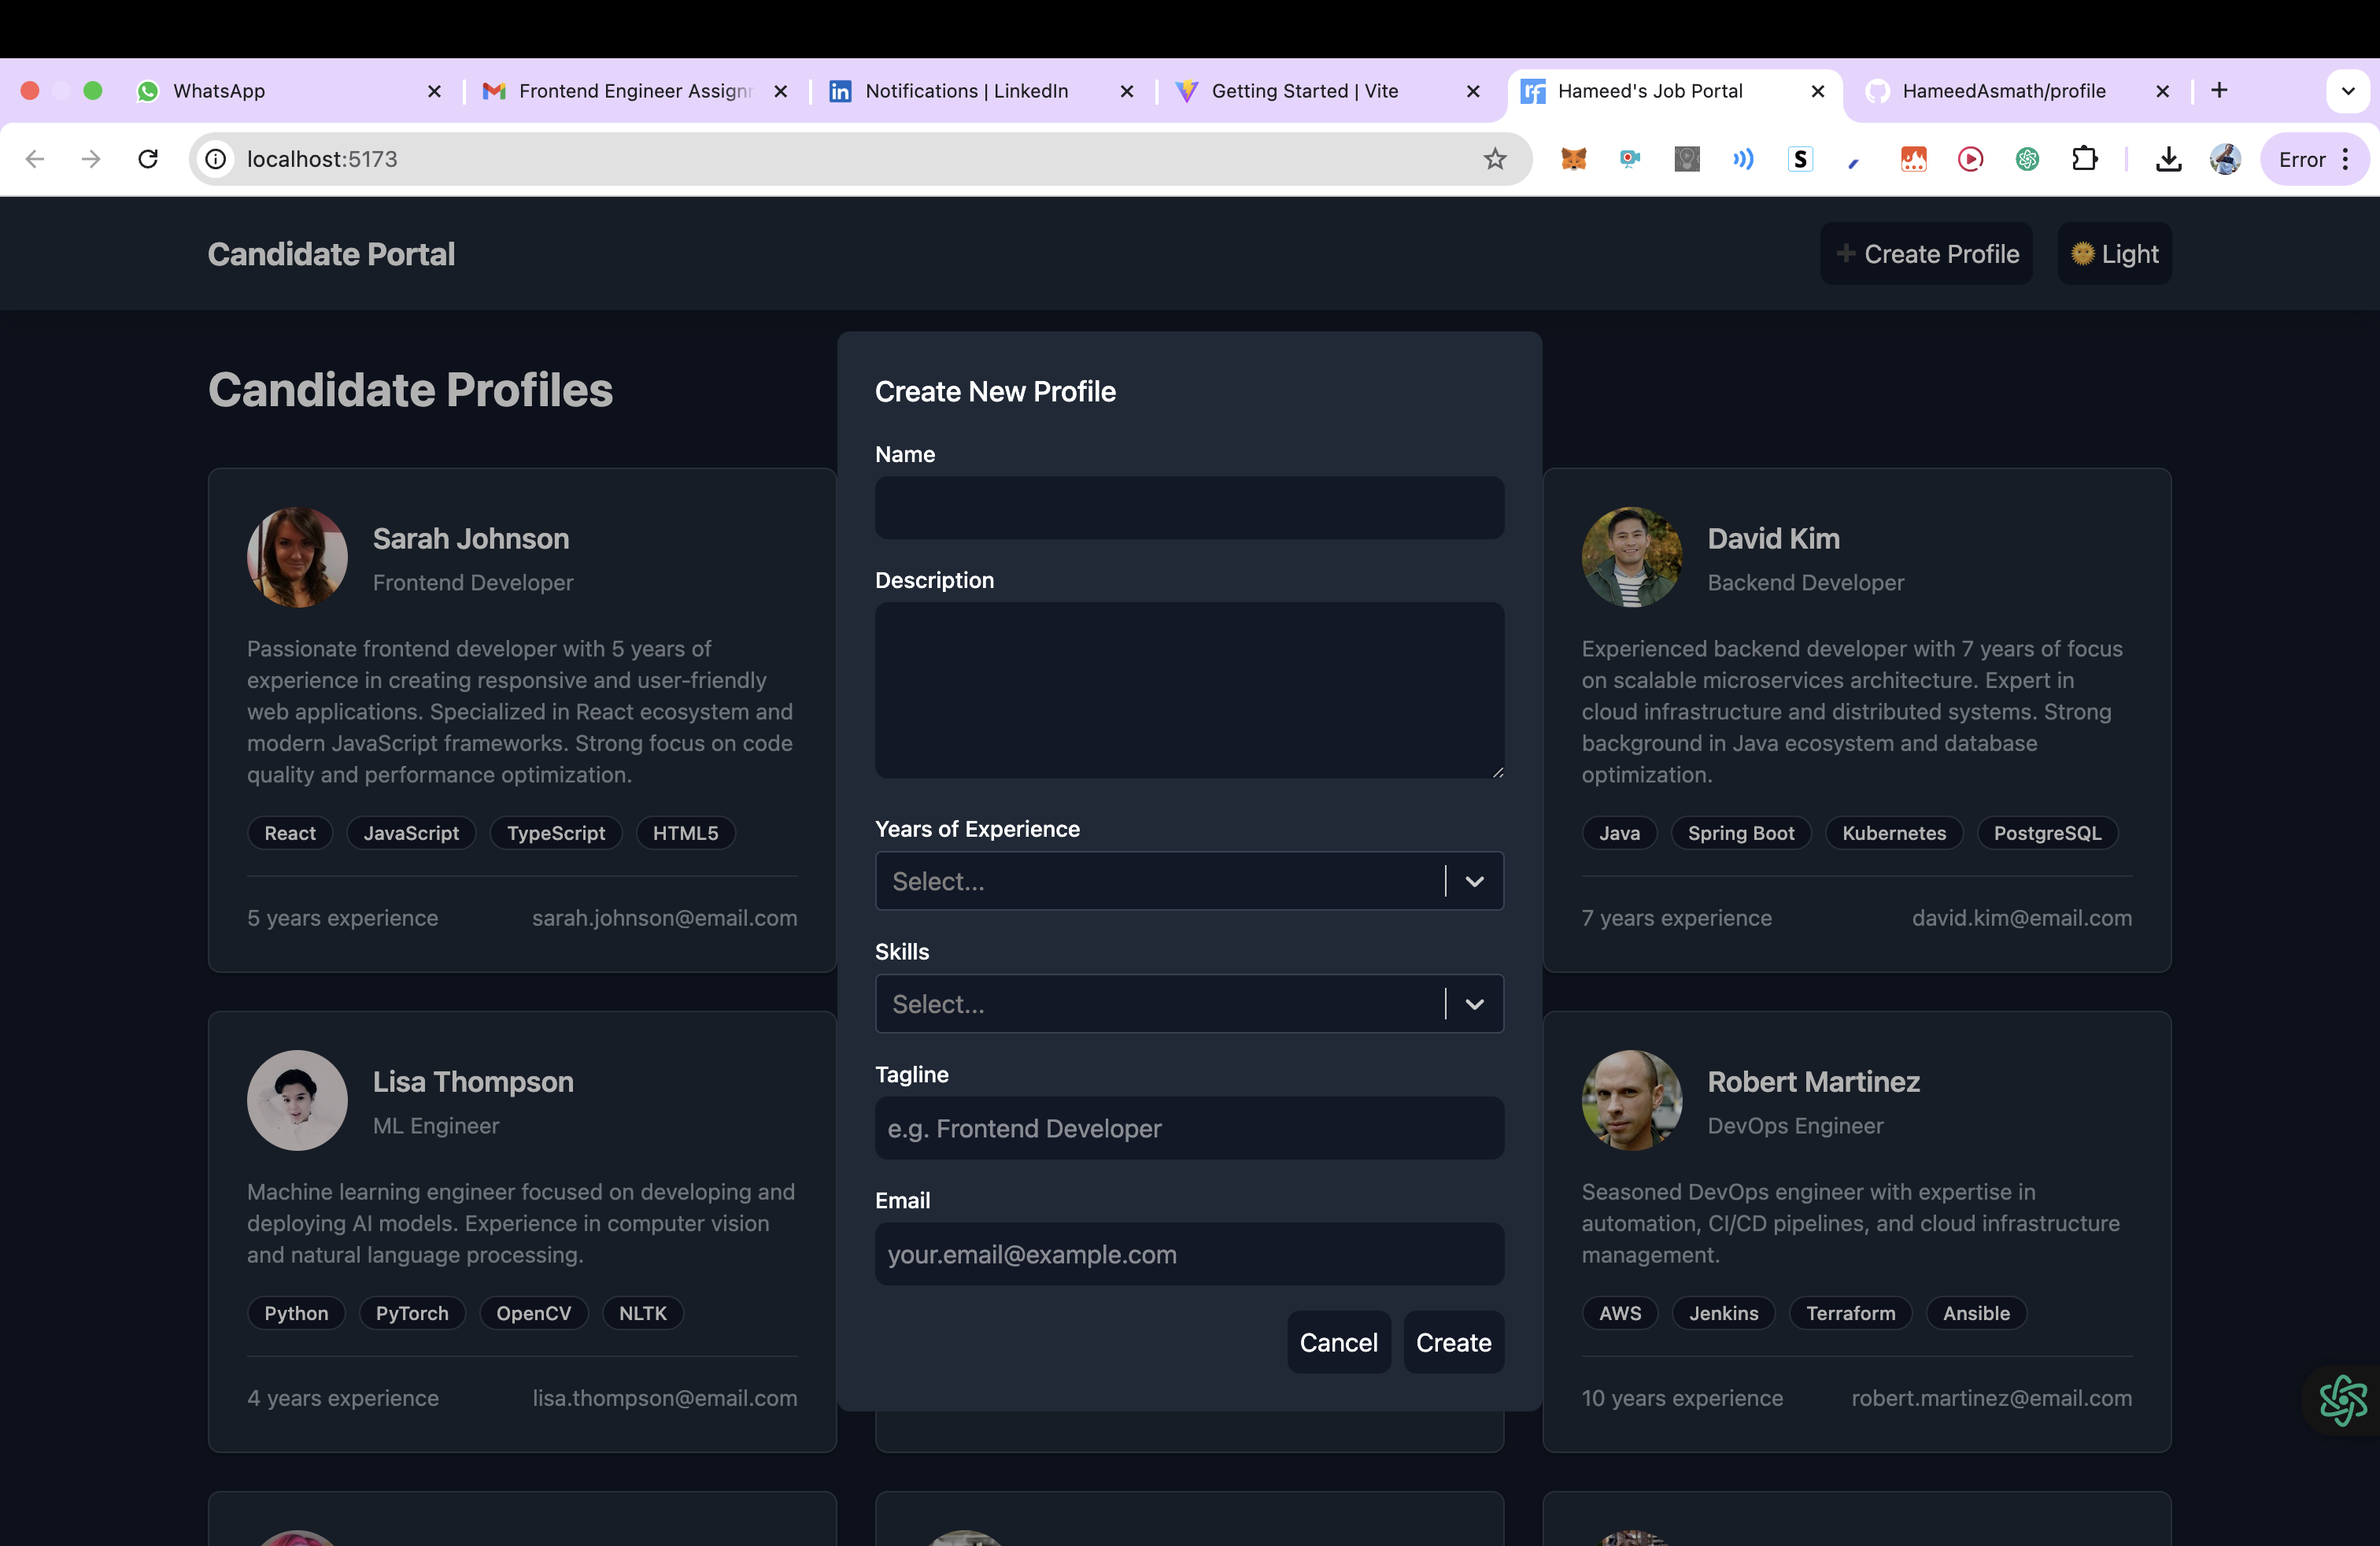 WhatsApp
Frontend Engineer Assign
Notifications | LinkedIn
Getting Started | Vite
Hameed's Job Portal
HameedAsmath/profile
localhost:5173
S
Error
Candidate Portal
Create Profile
Light
Candidate Profiles
Sarah Johnson
Frontend Developer
Passionate frontend developer with 5 years of
experience in creating responsive and user-friendly
web applications. Specialized in React ecosystem and
modern JavaScript frameworks. Strong focus on code
quality and performance optimization.
React
JavaScript
TypeScript
HTML5
5 years experience
sarah.johnson@email.com
Lisa Thompson
ML Engineer
Machine learning engineer focused on developing and
deploying AI models. Experience in computer vision
and natural language processing.
Python
PyTorch
OpenCV
NLTK
4 years experience
lisa.thompson@email.com
Create New Profile
Name
Description
Years of Experience
Select...
Skills
Select...
Tagline
e.g. Frontend Developer
Email
your.email@example.com
Cancel
Create
David Kim
Backend Developer
Experienced backend developer with 7 years of focus
on scalable microservices architecture. Expert in
cloud infrastructure and distributed systems. Strong
background in Java ecosystem and database
optimization.
Java
Spring Boot
Kubernetes
PostgreSQL
7 years experience
david.kim@email.com
Robert Martinez
DevOps Engineer
Seasoned DevOps engineer with expertise in
automation, CI/CD pipelines, and cloud infrastructure
management.
AWS
Jenkins
Terraform
Ansible
10 years experience
robert.martinez@email.com